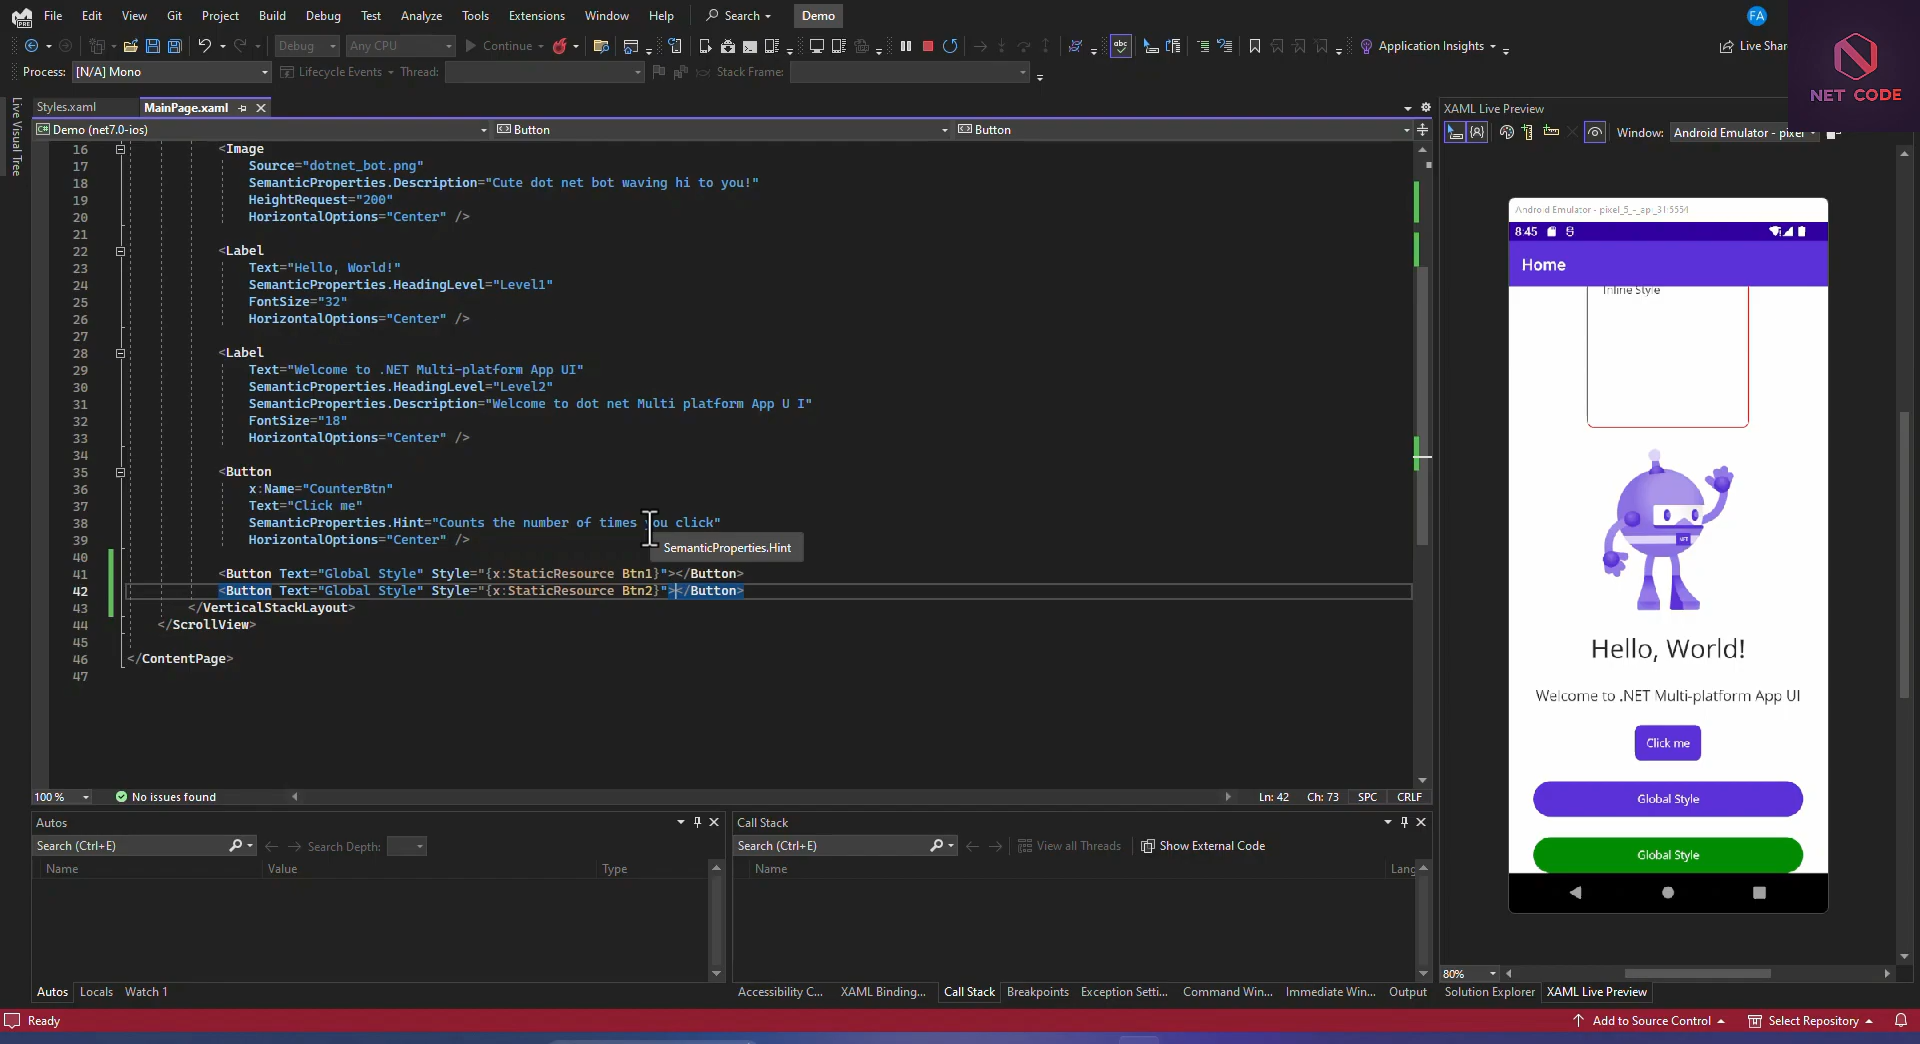 File Edit View Git Project Build Debug Test Analyze Tools Extensions Window Help Search Demo FA
Debug Any CPU Continue Application Insights Live Shar
Process: [N/A] Mono Lifecycle Events Thread: Stack Frame:
NET CODE
Live Visual Tree
Styles.xaml MainPage.xaml
Demo (net7.0-ios) Button Button
16 <Image
17 Source="dotnet_bot.png"
18 SemanticProperties.Description="Cute dot net bot waving hi to you!"
19 HeightRequest="200"
20 HorizontalOptions="Center" />
21
22 <Label
23 Text="Hello, World!"
24 SemanticProperties.HeadingLevel="Level1"
25 FontSize="32"
26 HorizontalOptions="Center" />
27
28 <Label
29 Text="Welcome to .NET Multi-platform App UI"
30 SemanticProperties.HeadingLevel="Level2"
31 SemanticProperties.Description="Welcome to dot net Multi platform App U I"
32 FontSize="18"
33 HorizontalOptions="Center" />
34
35 <Button
36 x:Name="CounterBtn"
37 Text="Click me"
38 SemanticProperties.Hint="Counts the number of times you click"
39 HorizontalOptions="Center" />
SemanticProperties.Hint
40
41 <Button Text="Global Style" Style="{x:StaticResource Btn1}"></Button>
42 <Button Text="Global Style" Style="{x:StaticResource Btn2}"></Button>
43 </VerticalStackLayout>
44 </ScrollView>
45
46 </ContentPage>
47
100 % No issues found Ln: 42 Ch: 73 SPC CRLF
Autos
Search (Ctrl+E) Search Depth:
Name Value Type
Autos Locals Watch 1
Call Stack
Search (Ctrl+E) View all Threads Show External Code
Name Lang
Accessibility C... XAML Binding... Call Stack Breakpoints Exception Setti... Command Win... Immediate Win... Output
XAML Live Preview
Window: Android Emulator - pixel
Android Emulator - pixel_5_-_api_31:5554
8:45
Home
Inline Style
Hello, World!
Welcome to .NET Multi-platform App UI
Click me
Global Style
Global Style
80%
Solution Explorer XAML Live Preview
Ready Add to Source Control Select Repository